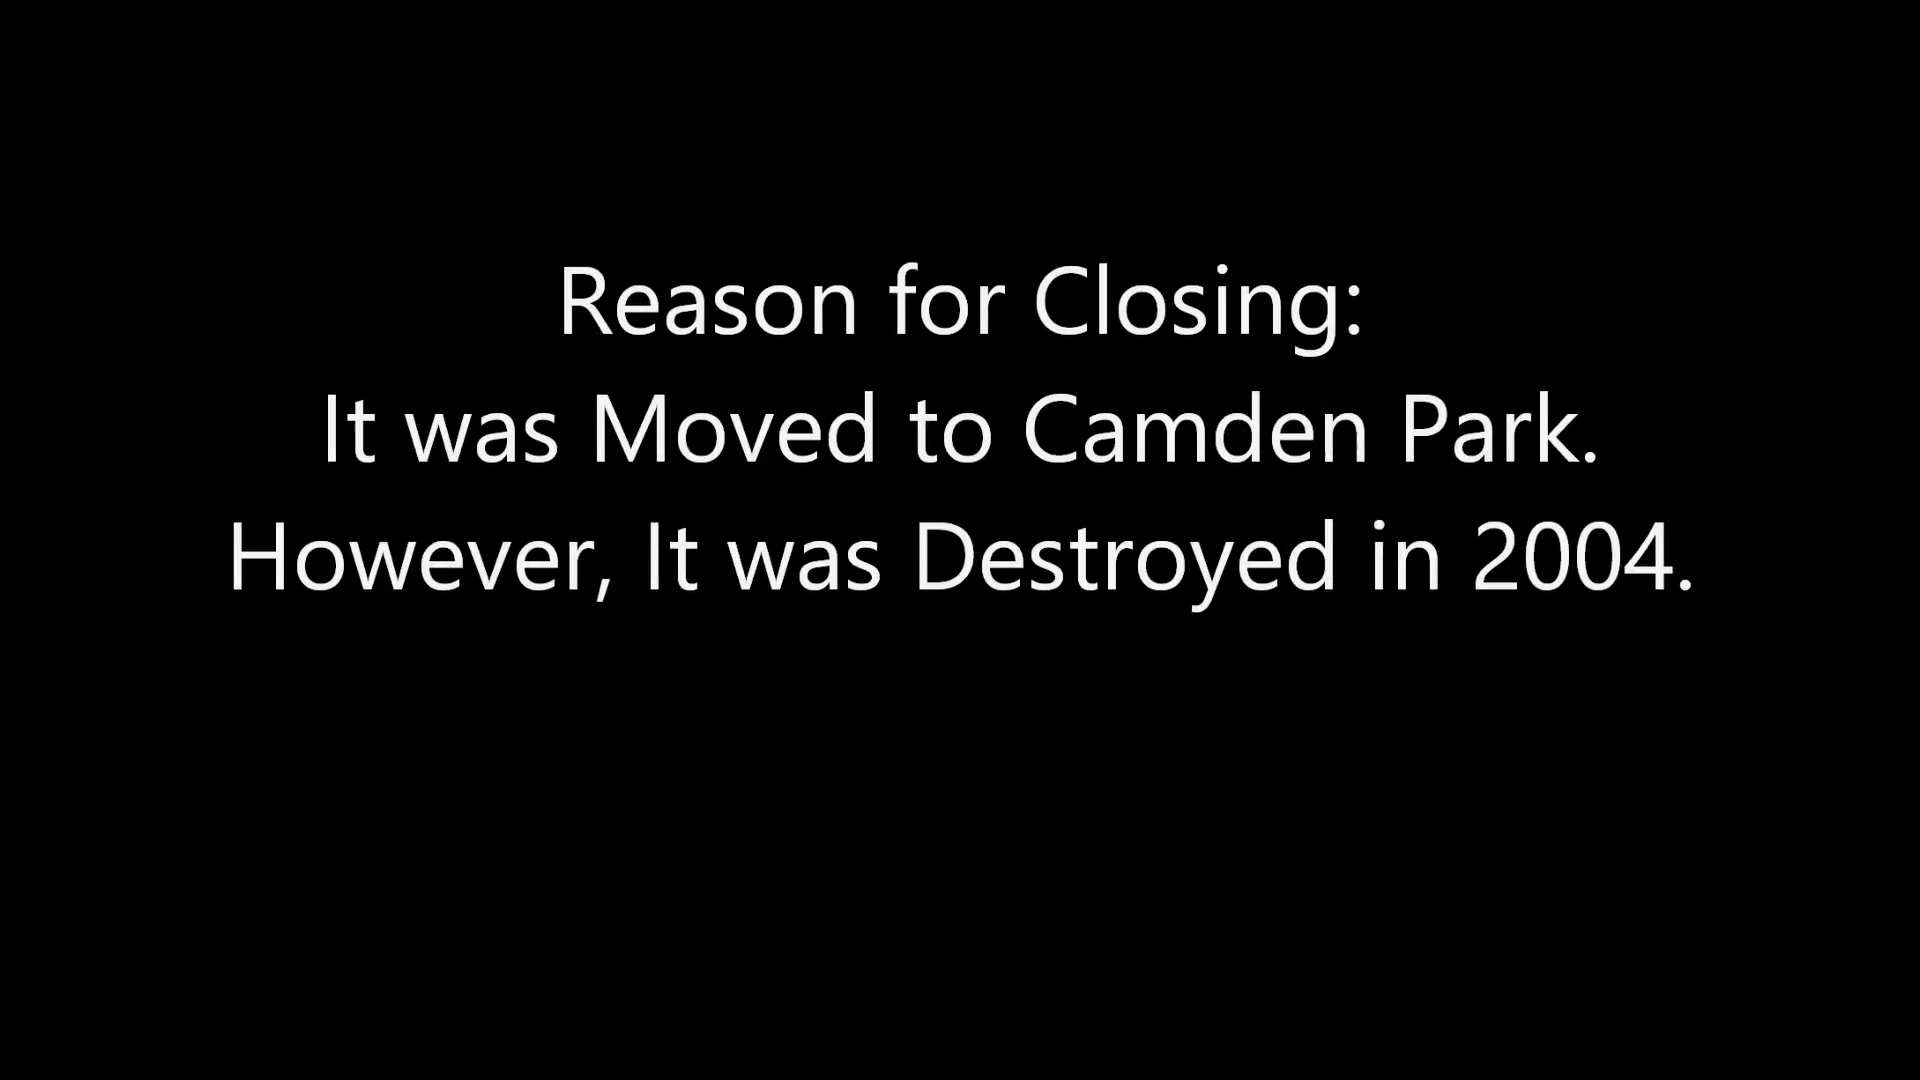 Reason for Closing:
It was Moved to Camden Park.
However, It was Destroyed in 2004.